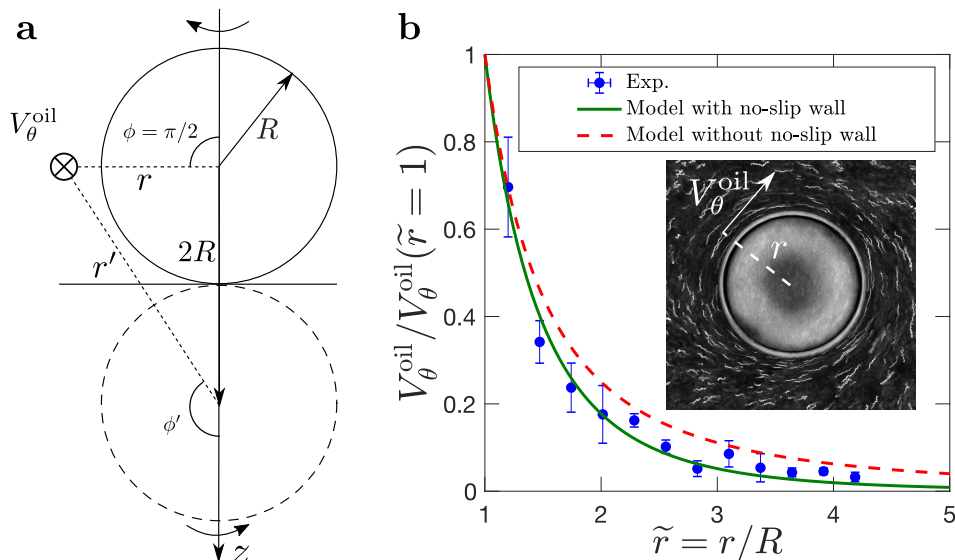 a
V_θ^oil
ϕ = π/2
R
r
2R
r′
ϕ′
z
b
V_θ^oil/V_θ^oil(r̃ = 1)
1
0.8
0.6
0.4
0.2
0
Exp.
Model with no-slip wall
Model without no-slip wall
V_θ^oil
r
1
2
3
4
5
r̃ = r/R